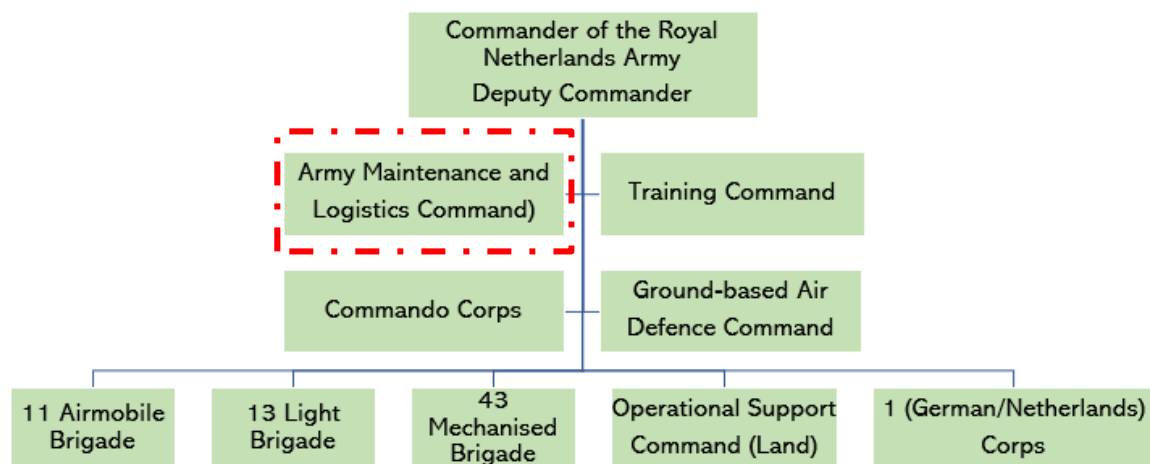 Commander of the Royal
Netherlands Army
Deputy Commander
Army Maintenance and
Logistics Command)
Training Command
Commando Corps
Ground-based Air
Defence Command
11 Airmobile
Brigade
13 Light
Brigade
43
Mechanised
Brigade
Operational Support
Command (Land)
1 (German/Netherlands)
Corps